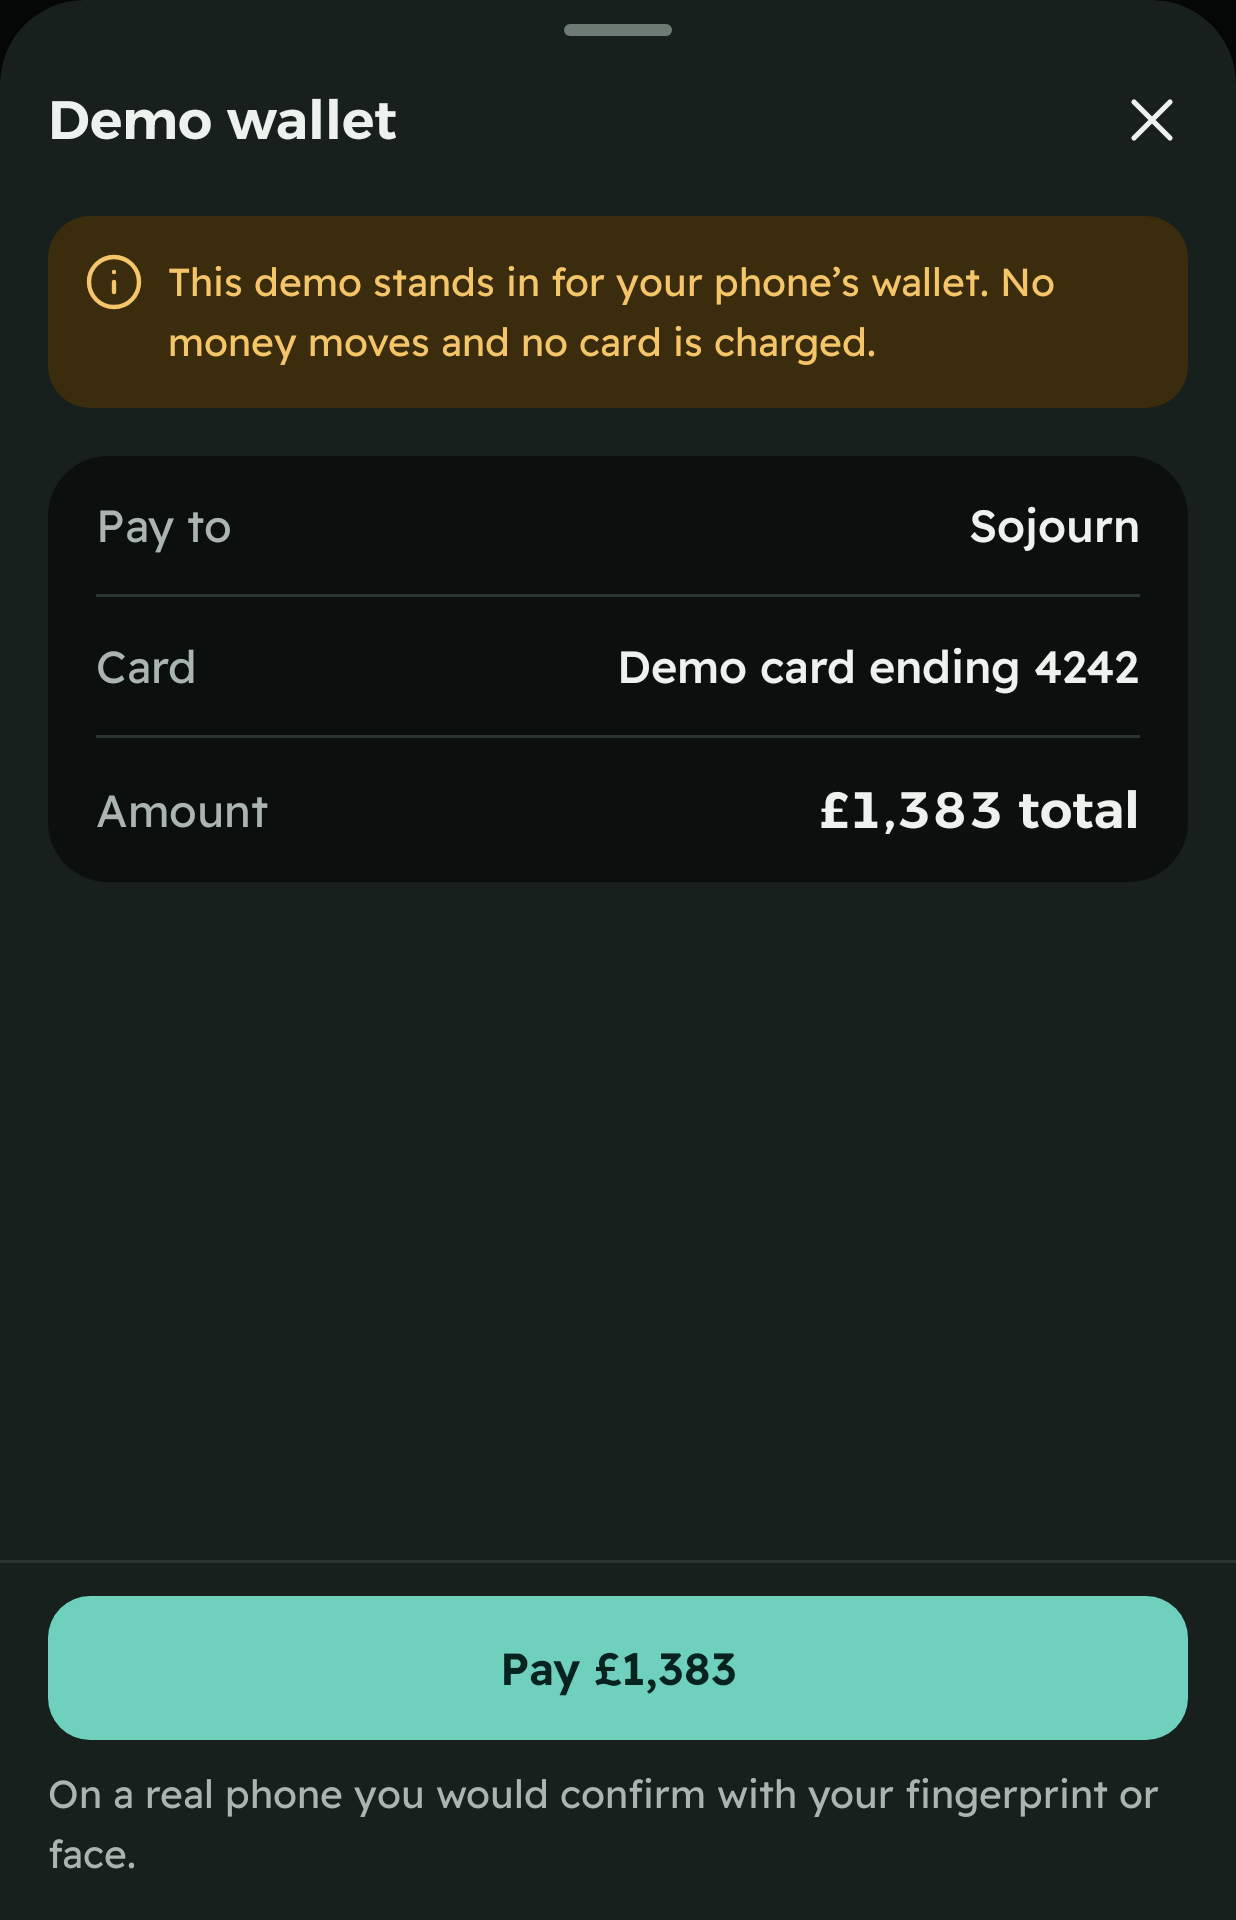 Demo wallet
This demo stands in for your phone’s wallet. No
money moves and no card is charged.
Pay to
Sojourn
Card
Demo card ending 4242
Amount
£1,383 total
Pay £1,383
On a real phone you would confirm with your fingerprint or
face.